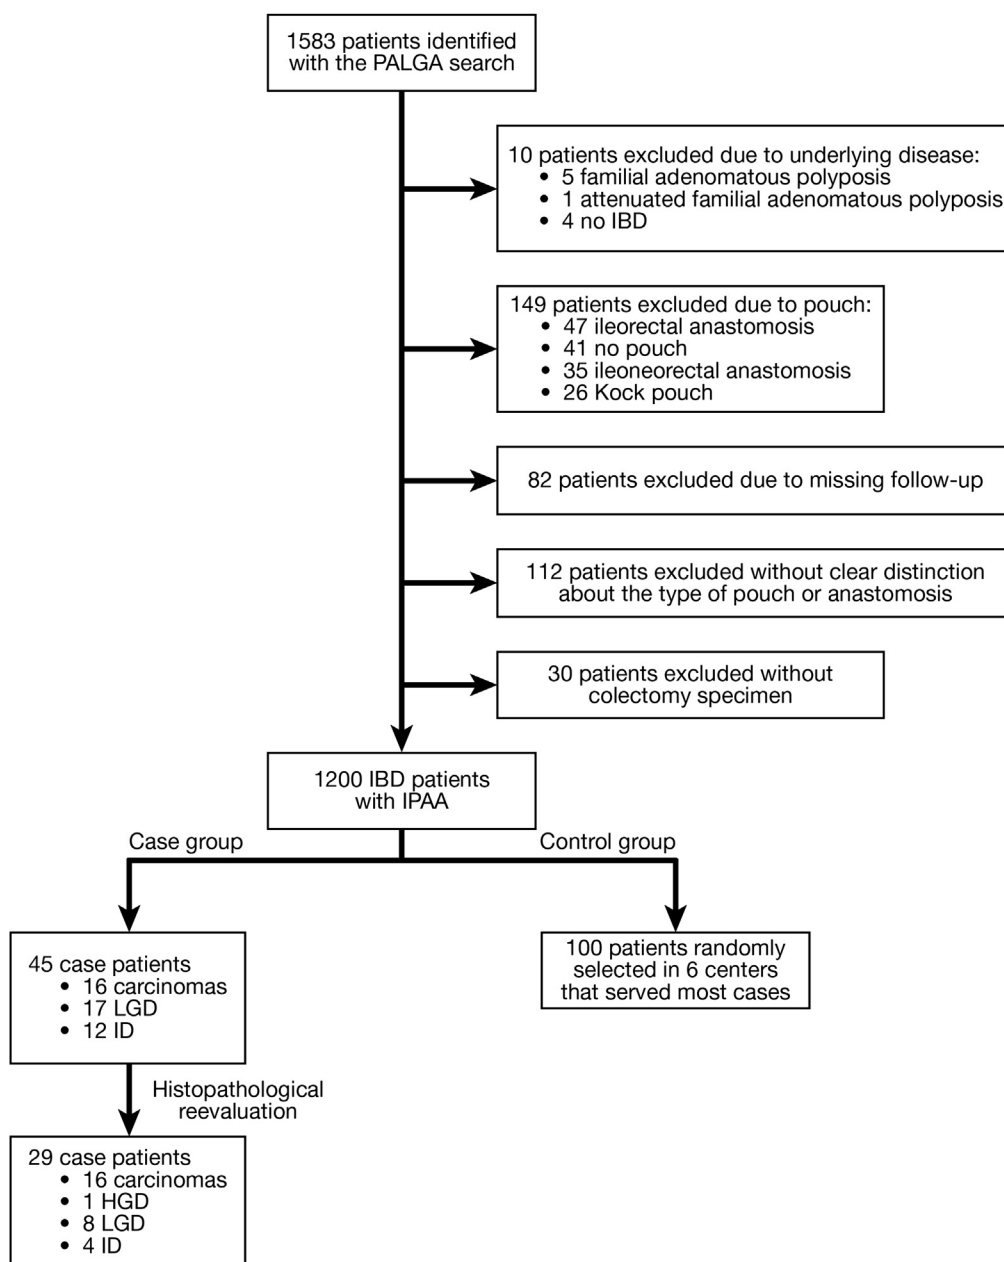 1583 patients identified
with the PALGA search
10 patients excluded due to underlying disease:
• 5 familial adenomatous polyposis
• 1 attenuated familial adenomatous polyposis
• 4 no IBD
149 patients excluded due to pouch:
• 47 ileorectal anastomosis
• 41 no pouch
• 35 ileoneorectal anastomosis
• 26 Kock pouch
82 patients excluded due to missing follow-up
112 patients excluded without clear distinction
about the type of pouch or anastomosis
30 patients excluded without
colectomy specimen
1200 IBD patients
with IPAA
Case group
Control group
45 case patients
• 16 carcinomas
• 17 LGD
• 12 ID
100 patients randomly
selected in 6 centers
that served most cases
Histopathological
reevaluation
29 case patients
• 16 carcinomas
• 1 HGD
• 8 LGD
• 4 ID